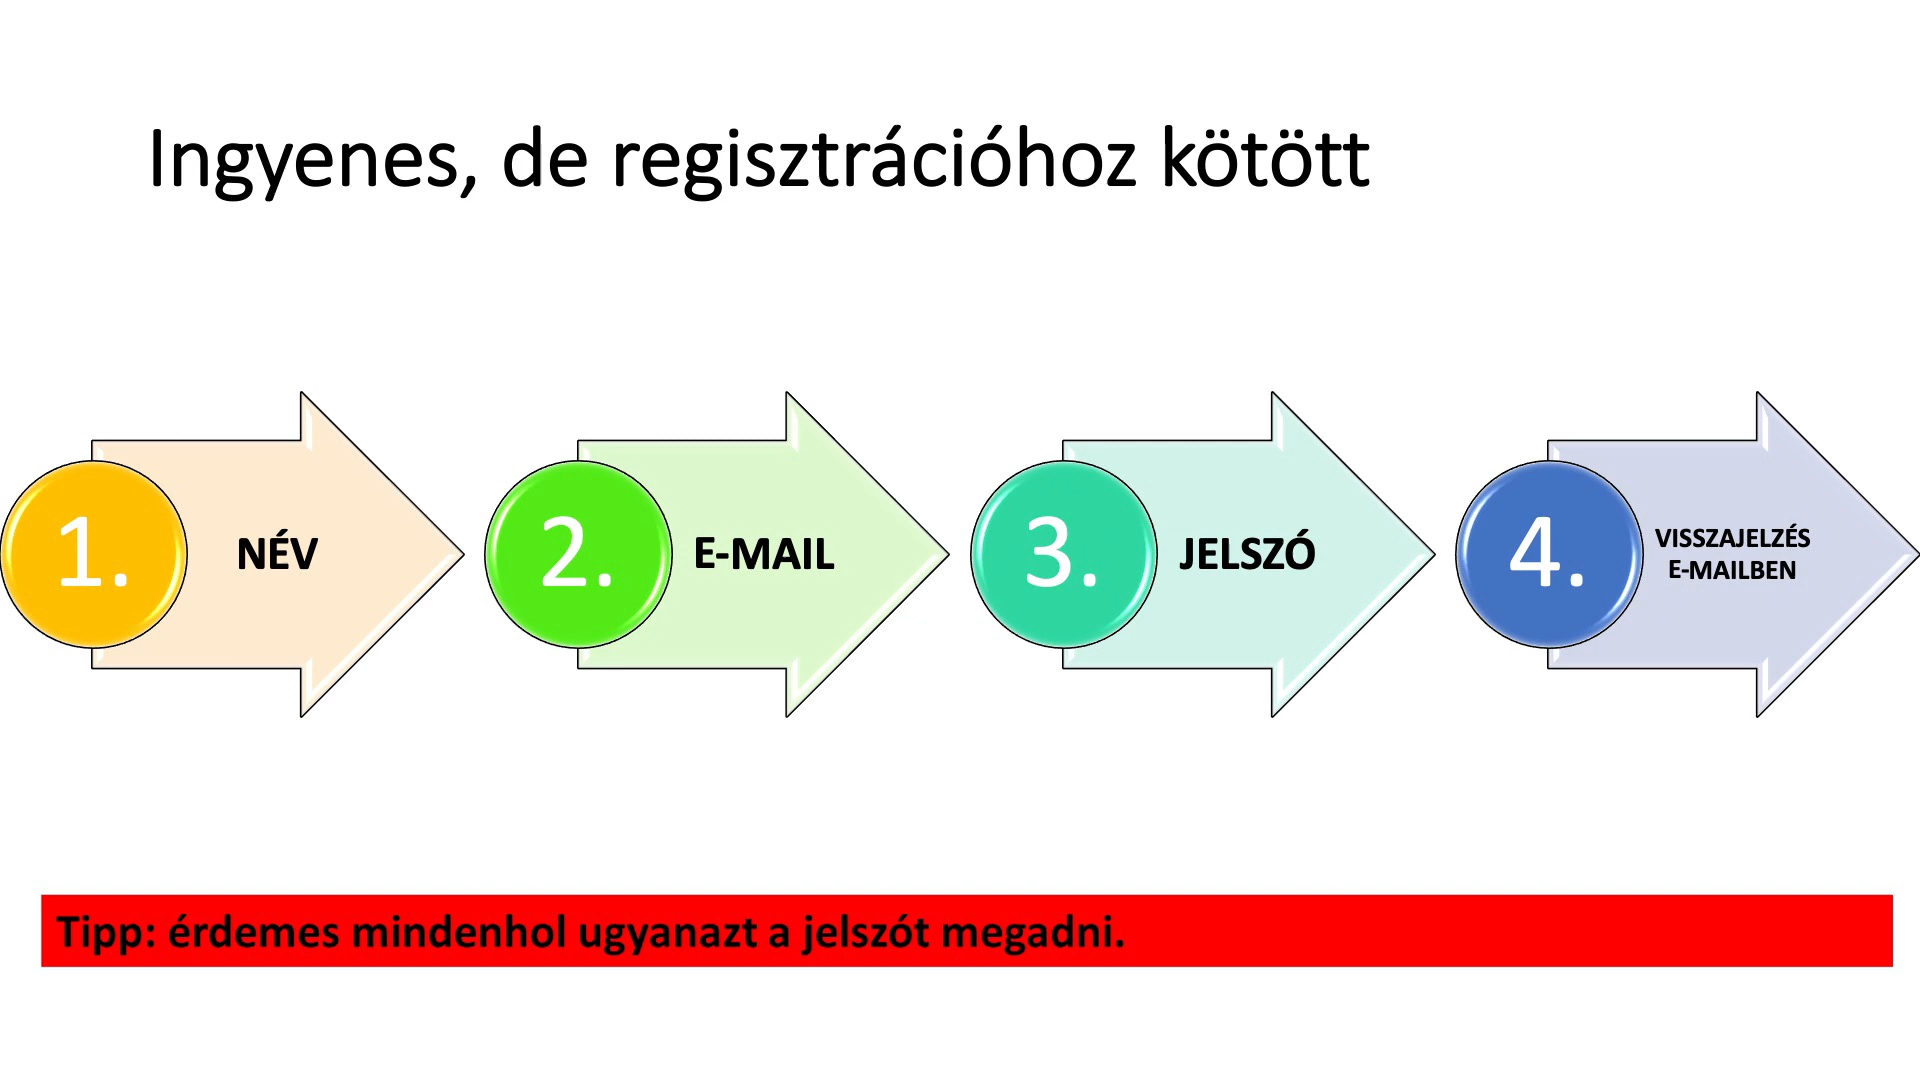 Ingyenes, de regisztrációhoz kötött
1. NÉV
2. E-MAIL
3. JELSZÓ
4. VISSZAJELZÉS
E-MAILBEN
Tipp: érdemes mindenhol ugyanazt a jelszót megadni.